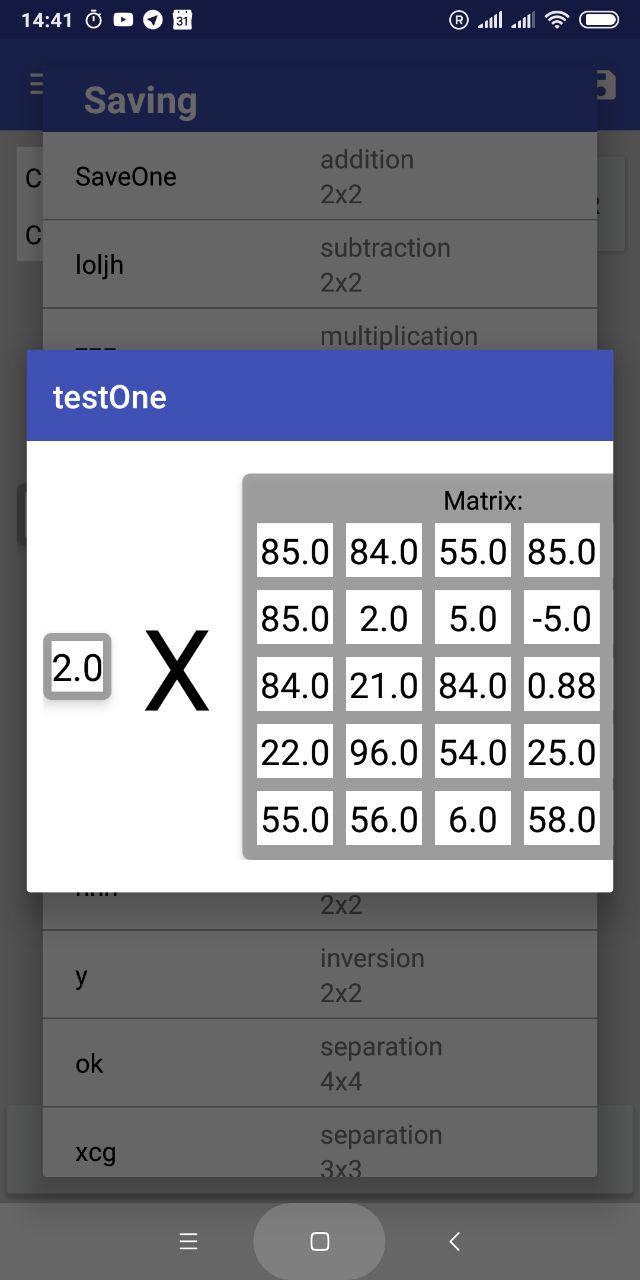 14:41
31
R
Saving
C
SaveOne
addition
2x2
C
loljh
subtraction
2x2
multiplication
testOne
Matrix:
85.0 84.0 55.0 85.0
85.0 2.0 5.0 -5.0
2.0 X 84.0 21.0 84.0 0.88
22.0 96.0 54.0 25.0
55.0 56.0 6.0 58.0
2x2
y
inversion
2x2
ok
separation
4x4
xcg
separation
3x3